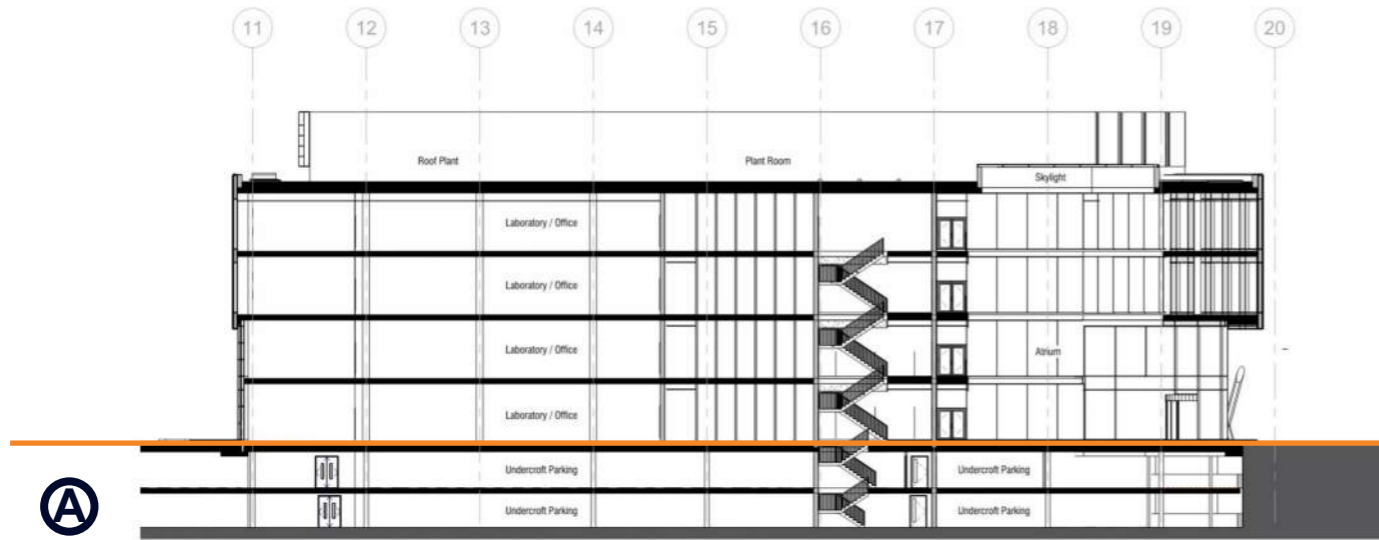 11 12 13 14 15 16 17 18 19 20
Roof Plant Plant Room
Skylight
Laboratory / Office
Laboratory / Office
Laboratory / Office Atrium
Laboratory / Office
Undercroft Parking Undercroft Parking
Undercroft Parking Undercroft Parking
A